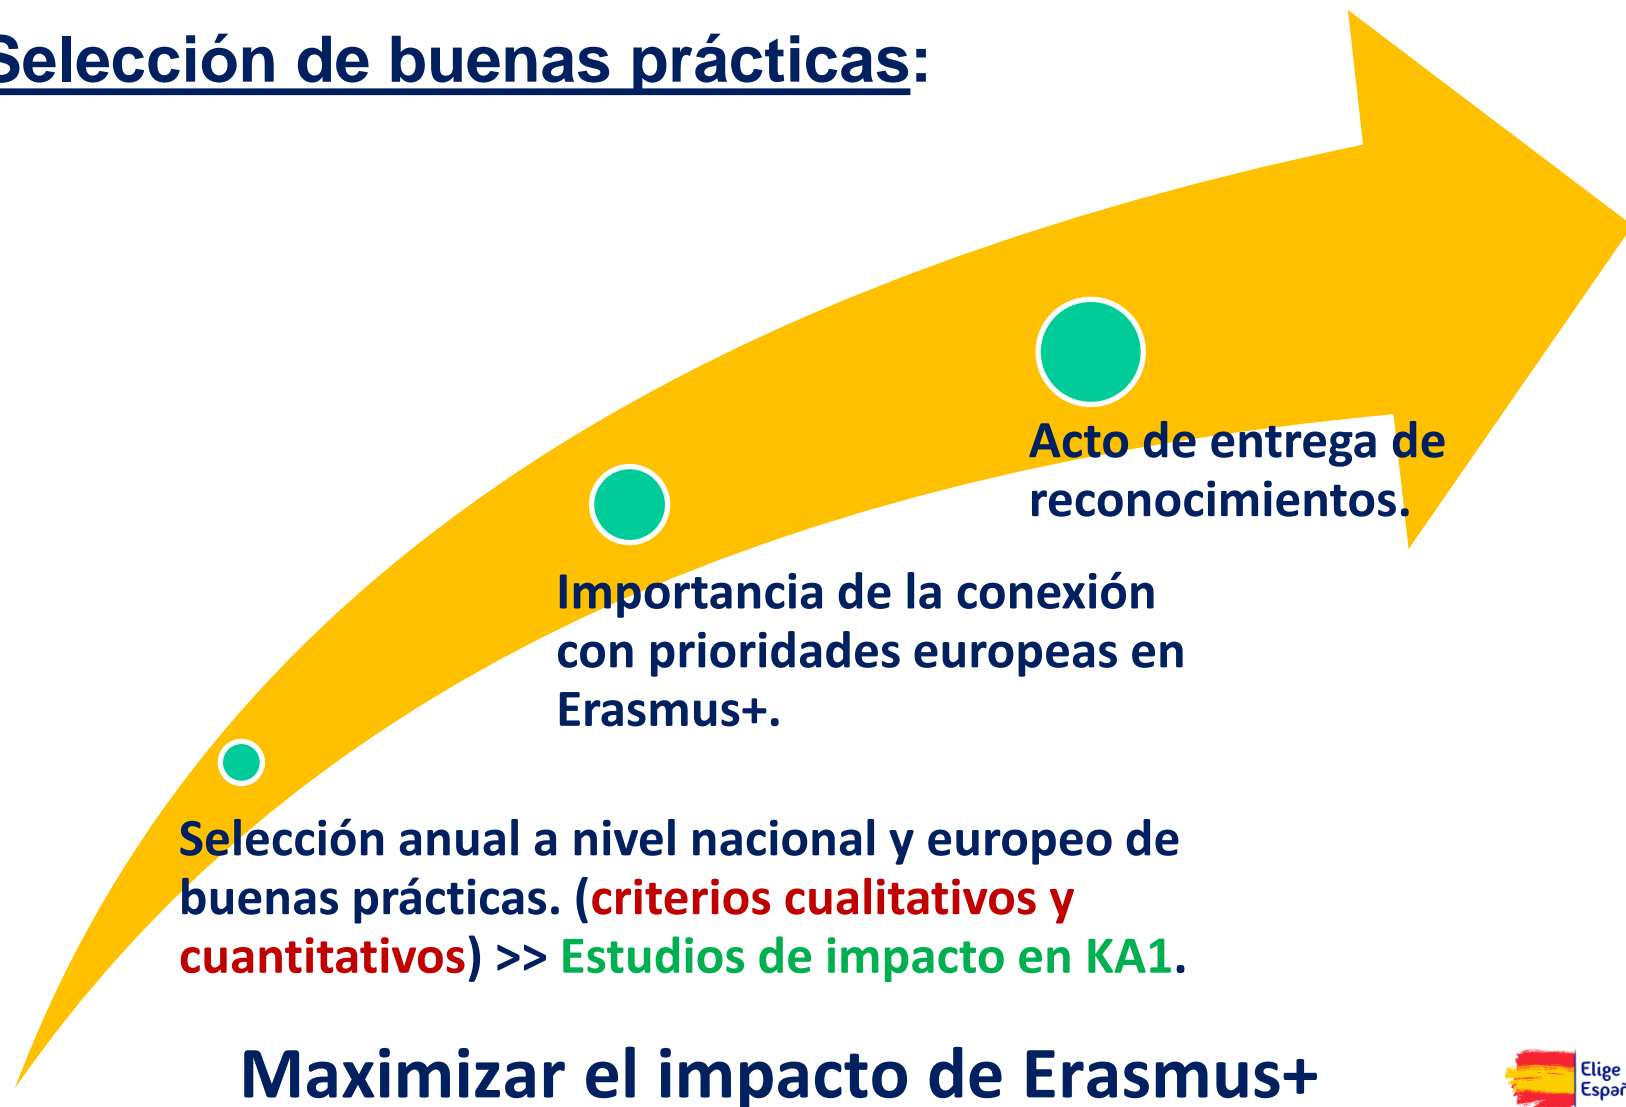 Selección de buenas prácticas:
Acto de entrega de
reconocimientos.
Importancia de la conexión
con prioridades europeas en
Erasmus+.
Selección anual a nivel nacional y europeo de
buenas prácticas. (criterios cualitativos y
cuantitativos) >> Estudios de impacto en KA1.
Maximizar el impacto de Erasmus+
Elige